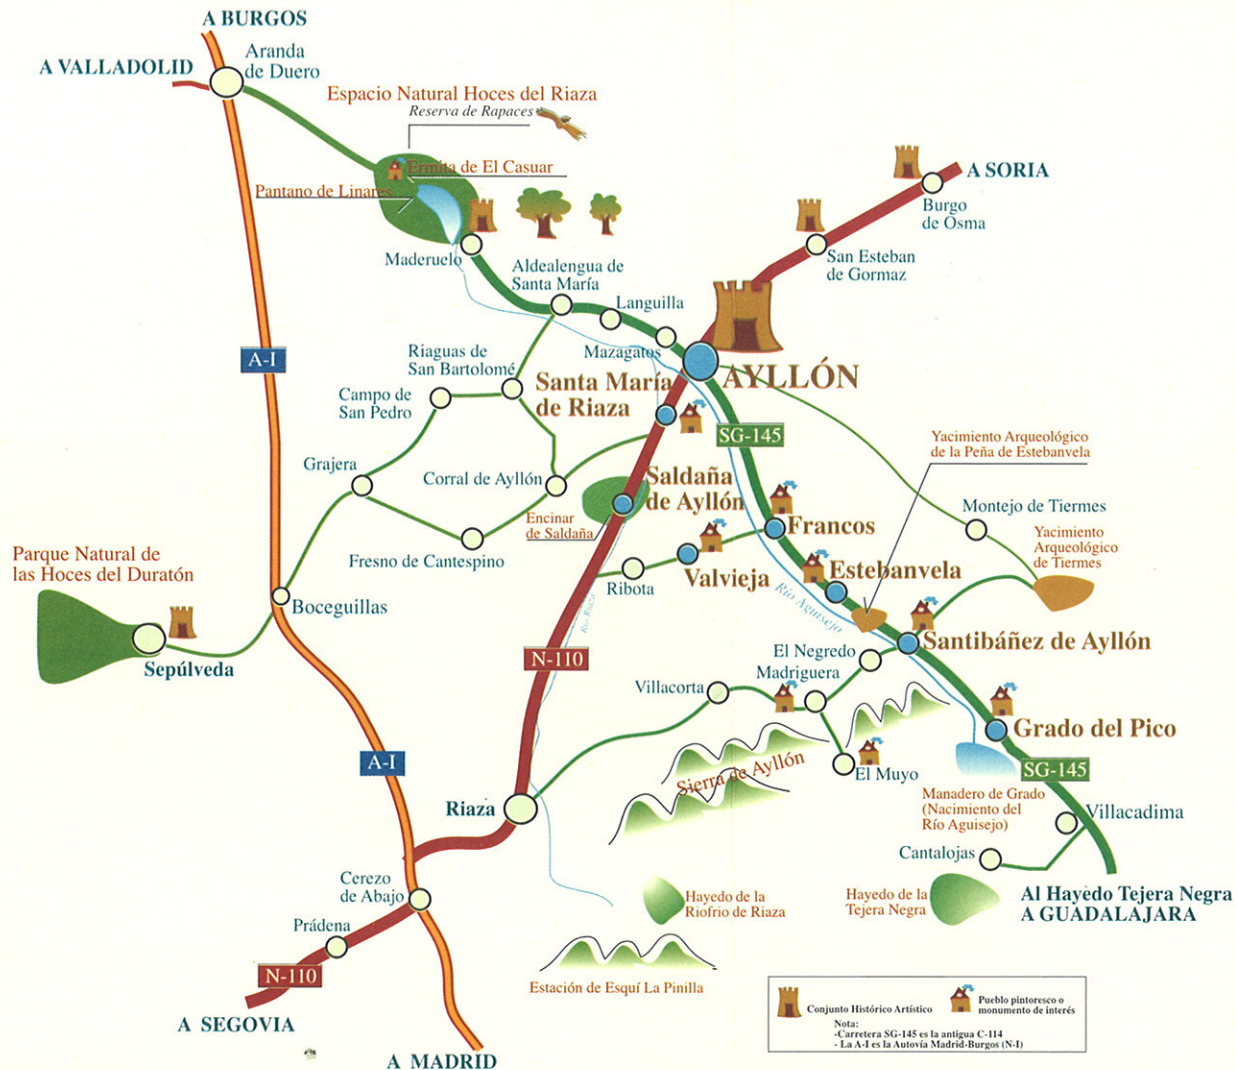 A BURGOS
Aranda
de Duero
A VALLADOLID
Espacio Natural Hoces del Riaza
Reserva de Rapaces
Ermita de El Casuar
Pantano de Linares
A SORIA
Burgo
de Osma
San Esteban
de Gormaz
Maderuelo
Aldealengua de
Santa María
Languilla
Mazagatos
A-I
Riaguas de
San Bartolomé
AYLLÓN
Santa María
de Riaza
Campo de
San Pedro
SG-145
Yacimiento Arqueológico
de la Peña de Estebanvela
Grajera
Corral de Ayllón
Saldaña
de Ayllón
Montejo de Tiermes
Encinar
de Saldaña
Francos
Yacimiento
Arqueológico
de Tiermes
Parque Natural de
las Hoces del Duratón
Fresno de Cantespino
Valvieja
Ribota
Estebanvela
Río Riaza
Río Aguisejo
Boceguillas
Santibáñez de Ayllón
Sepúlveda
N-110
El Negredo
Madriguera
Villacorta
Grado del Pico
A-I
Sierra de Ayllón
El Muyo
SG-145
Riaza
Manadero de Grado
(Nacimiento del
Río Aguisejo)
Villacadima
Cantalojas
Cerezo
de Abajo
Hayedo de la
Riofrio de Riaza
Hayedo de la
Tejera Negra
Al Hayedo Tejera Negra
A GUADALAJARA
Prádena
N-110
Estación de Esquí La Pinilla
A SEGOVIA
A MADRID
Conjunto Histórico Artístico
Pueblo pintoresco o
monumento de interés
Nota:
-Carretera SG-145 es la antigua C-114
- La A-I es la Autovía Madrid-Burgos (N-I)